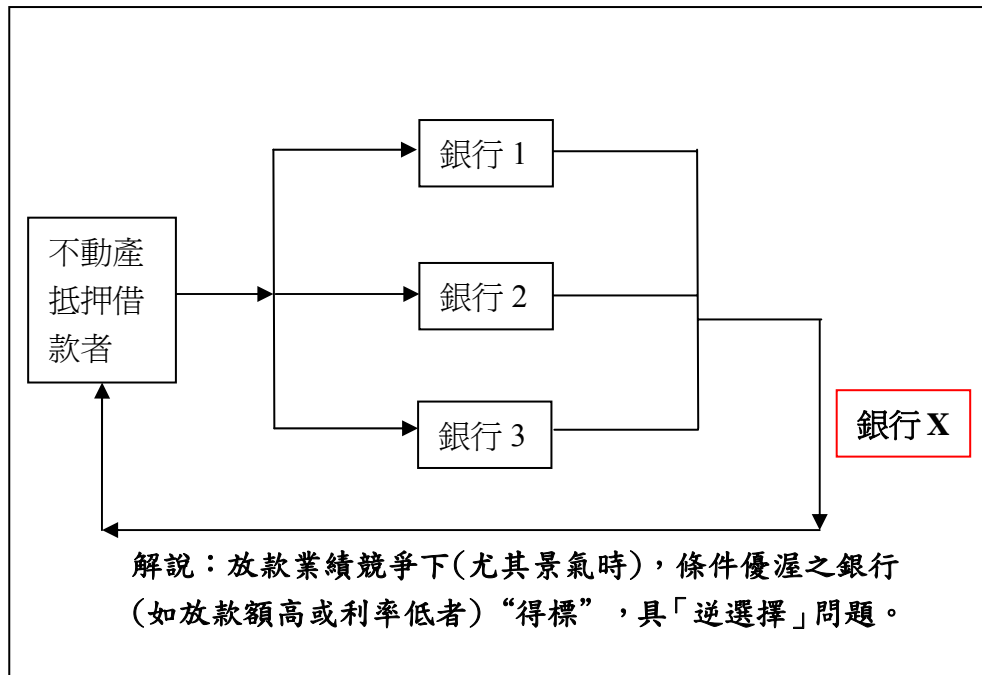 銀行 1
不動產
抵押借
款者
銀行 2
銀行 3
銀行 X
解說：放款業績競爭下(尤其景氣時)，條件優渥之銀行
(如放款額高或利率低者)“得標”，具「逆選擇」問題。